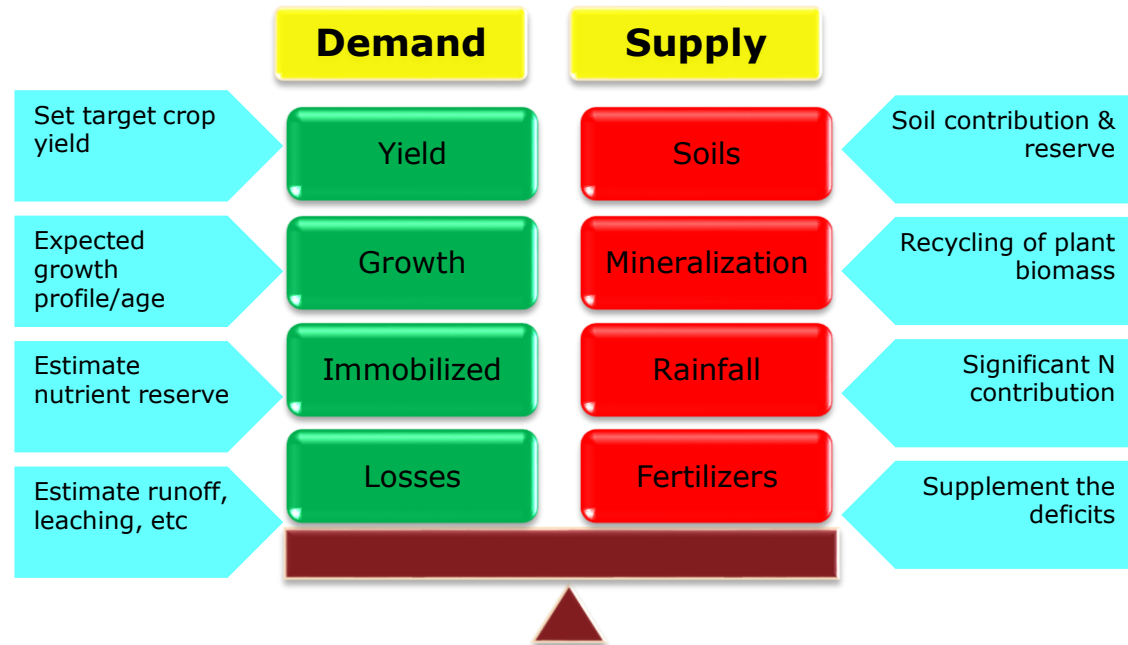 Demand
Supply
Set target crop
yield
Yield
Soils
Soil contribution &
reserve
Expected
growth
profile/age
Growth
Mineralization
Recycling of plant
biomass
Estimate
nutrient reserve
Immobilized
Rainfall
Significant N
contribution
Estimate runoff,
leaching, etc
Losses
Fertilizers
Supplement the
deficits